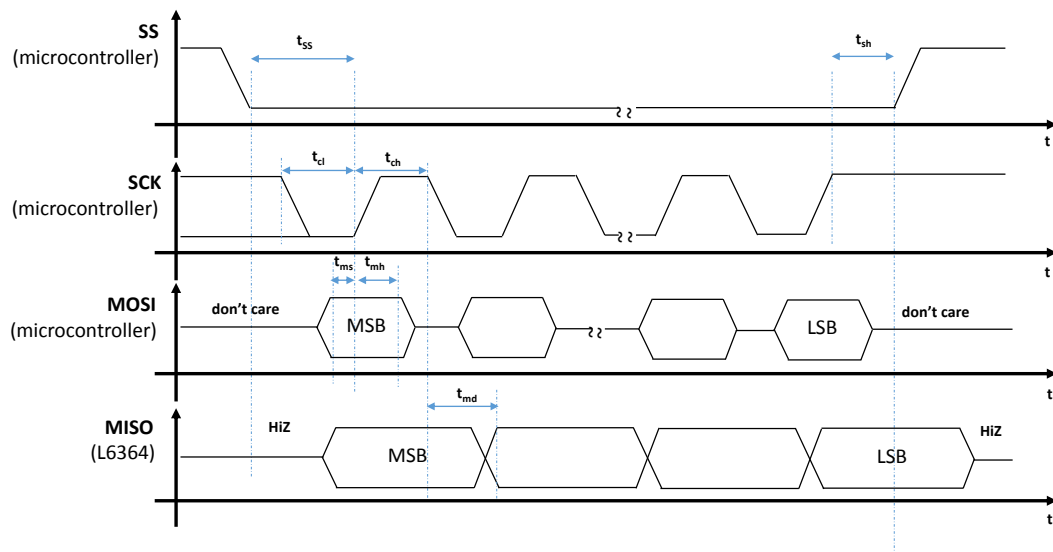 SS
(microcontroller)
tss
tsh
t
SCK
(microcontroller)
tcl
tch
t
MOSI
(microcontroller)
tms
tmh
don't care
MSB
LSB
don't care
t
MISO
(L6364)
tmd
HiZ
MSB
LSB
HiZ
t